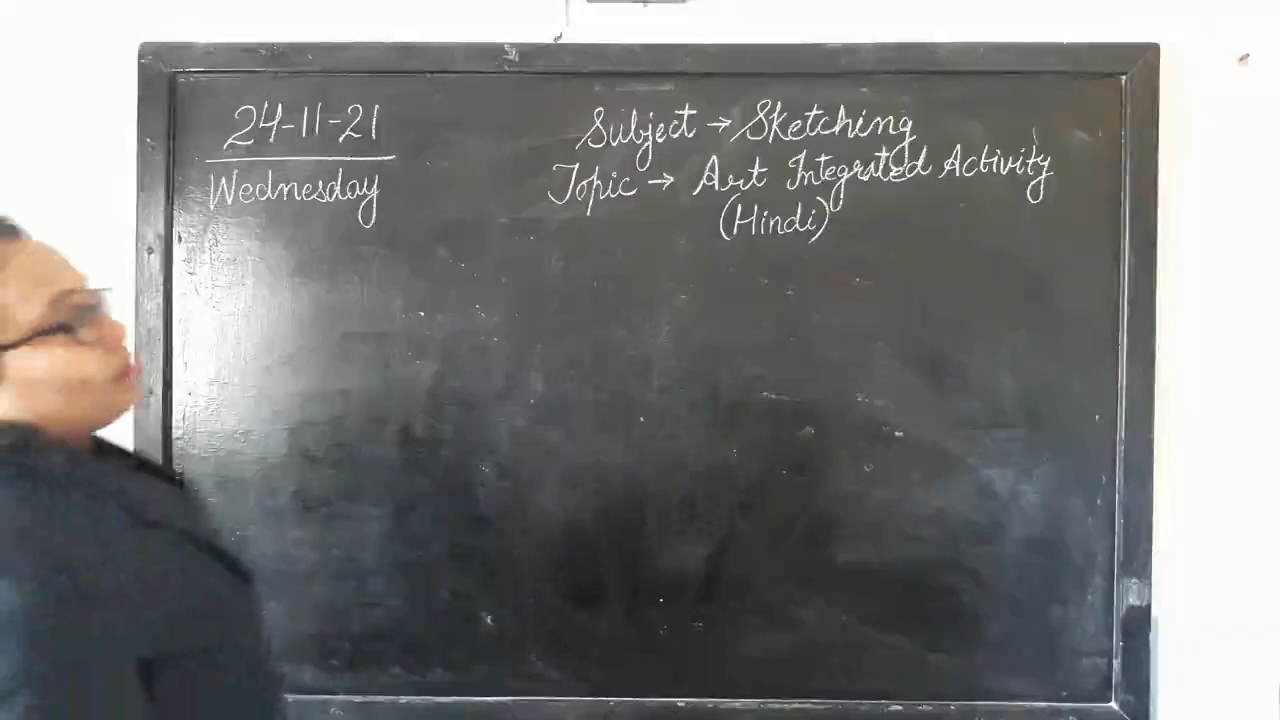 24-11-21
Wednesday
Subject → Sketching
Topic → Art Integrated Activity
(Hindi)